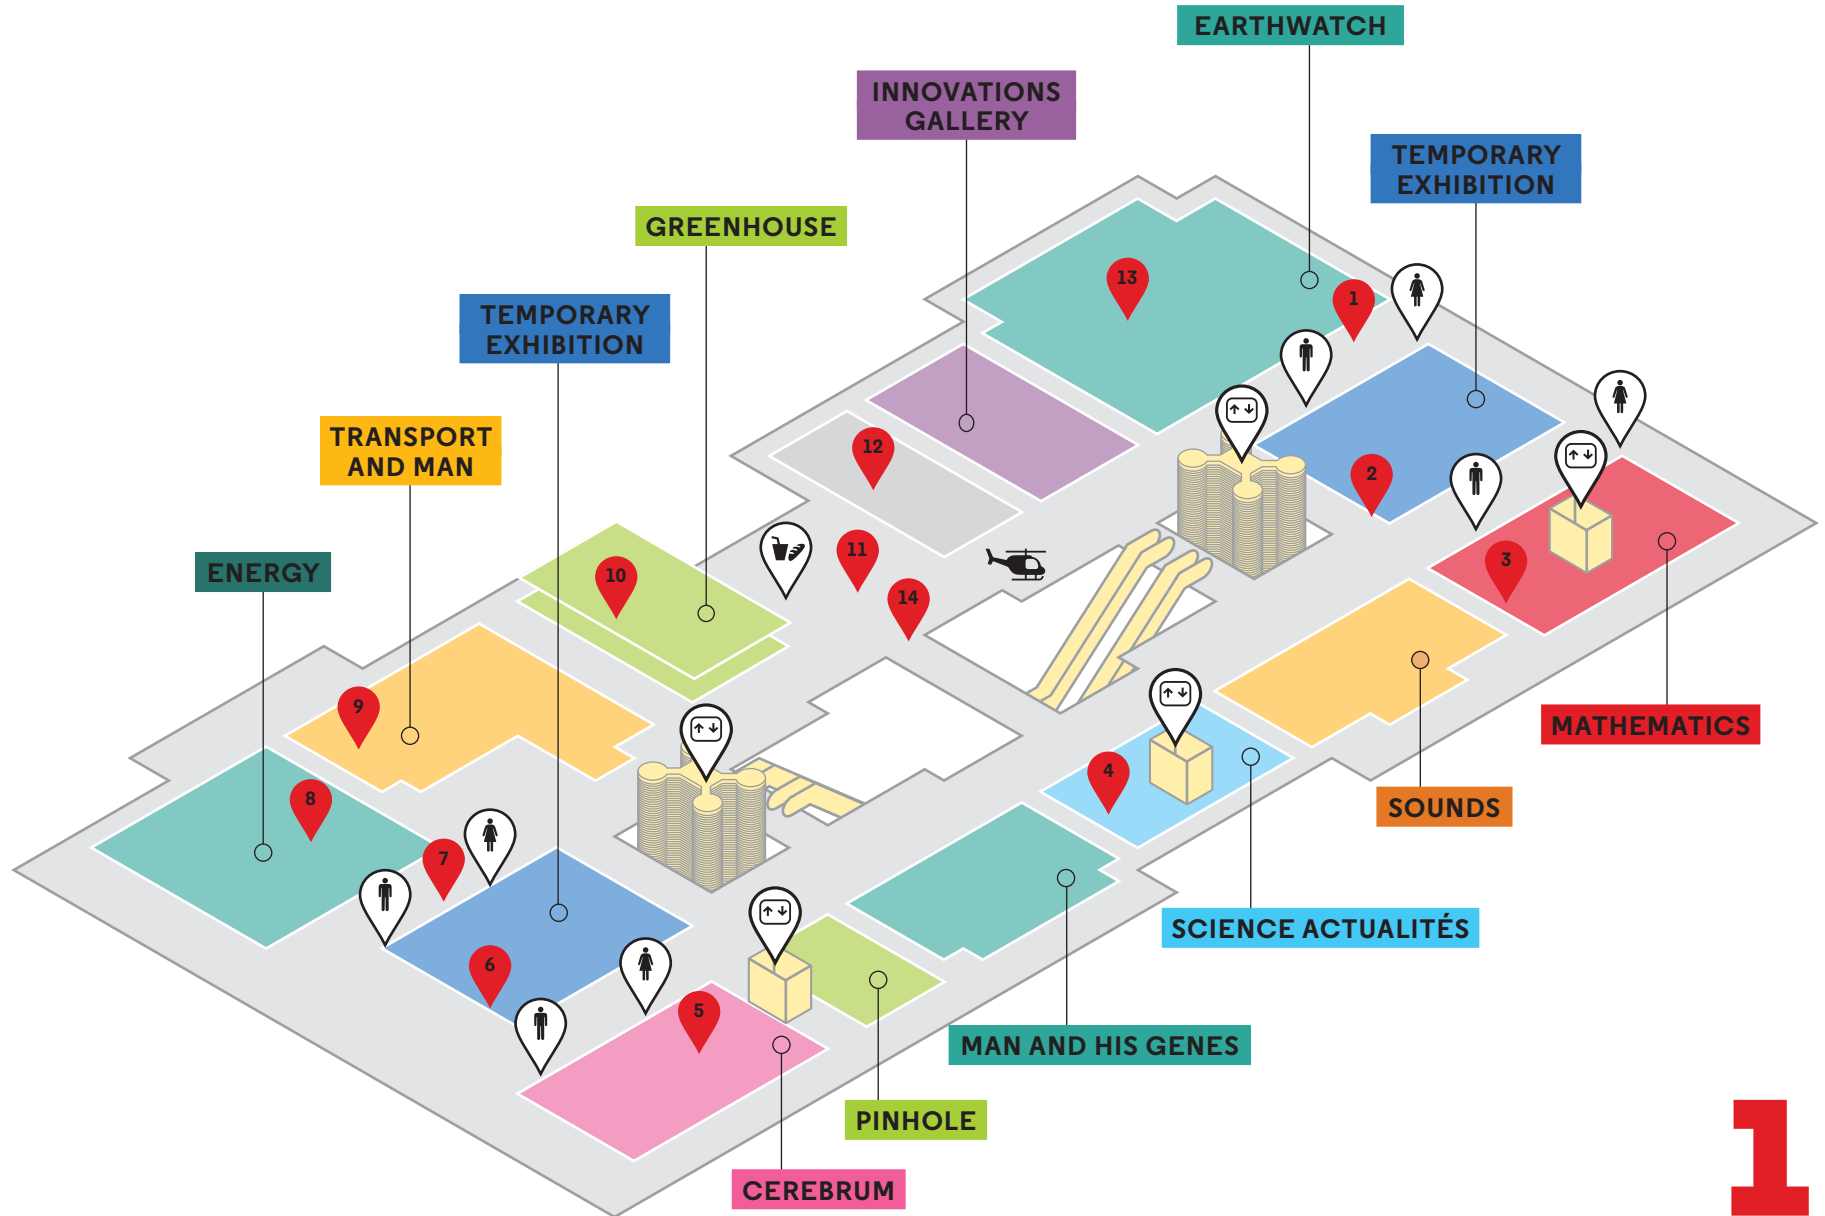 EARTHWATCH
INNOVATIONS
GALLERY
TEMPORARY
EXHIBITION
GREENHOUSE
TEMPORARY
EXHIBITION
TRANSPORT
AND MAN
ENERGY
13
1
12
2
11
3
10
14
9
4
8
7
6
5
MATHEMATICS
SOUNDS
SCIENCE ACTUALITÉS
MAN AND HIS GENES
PINHOLE
CEREBRUM
1